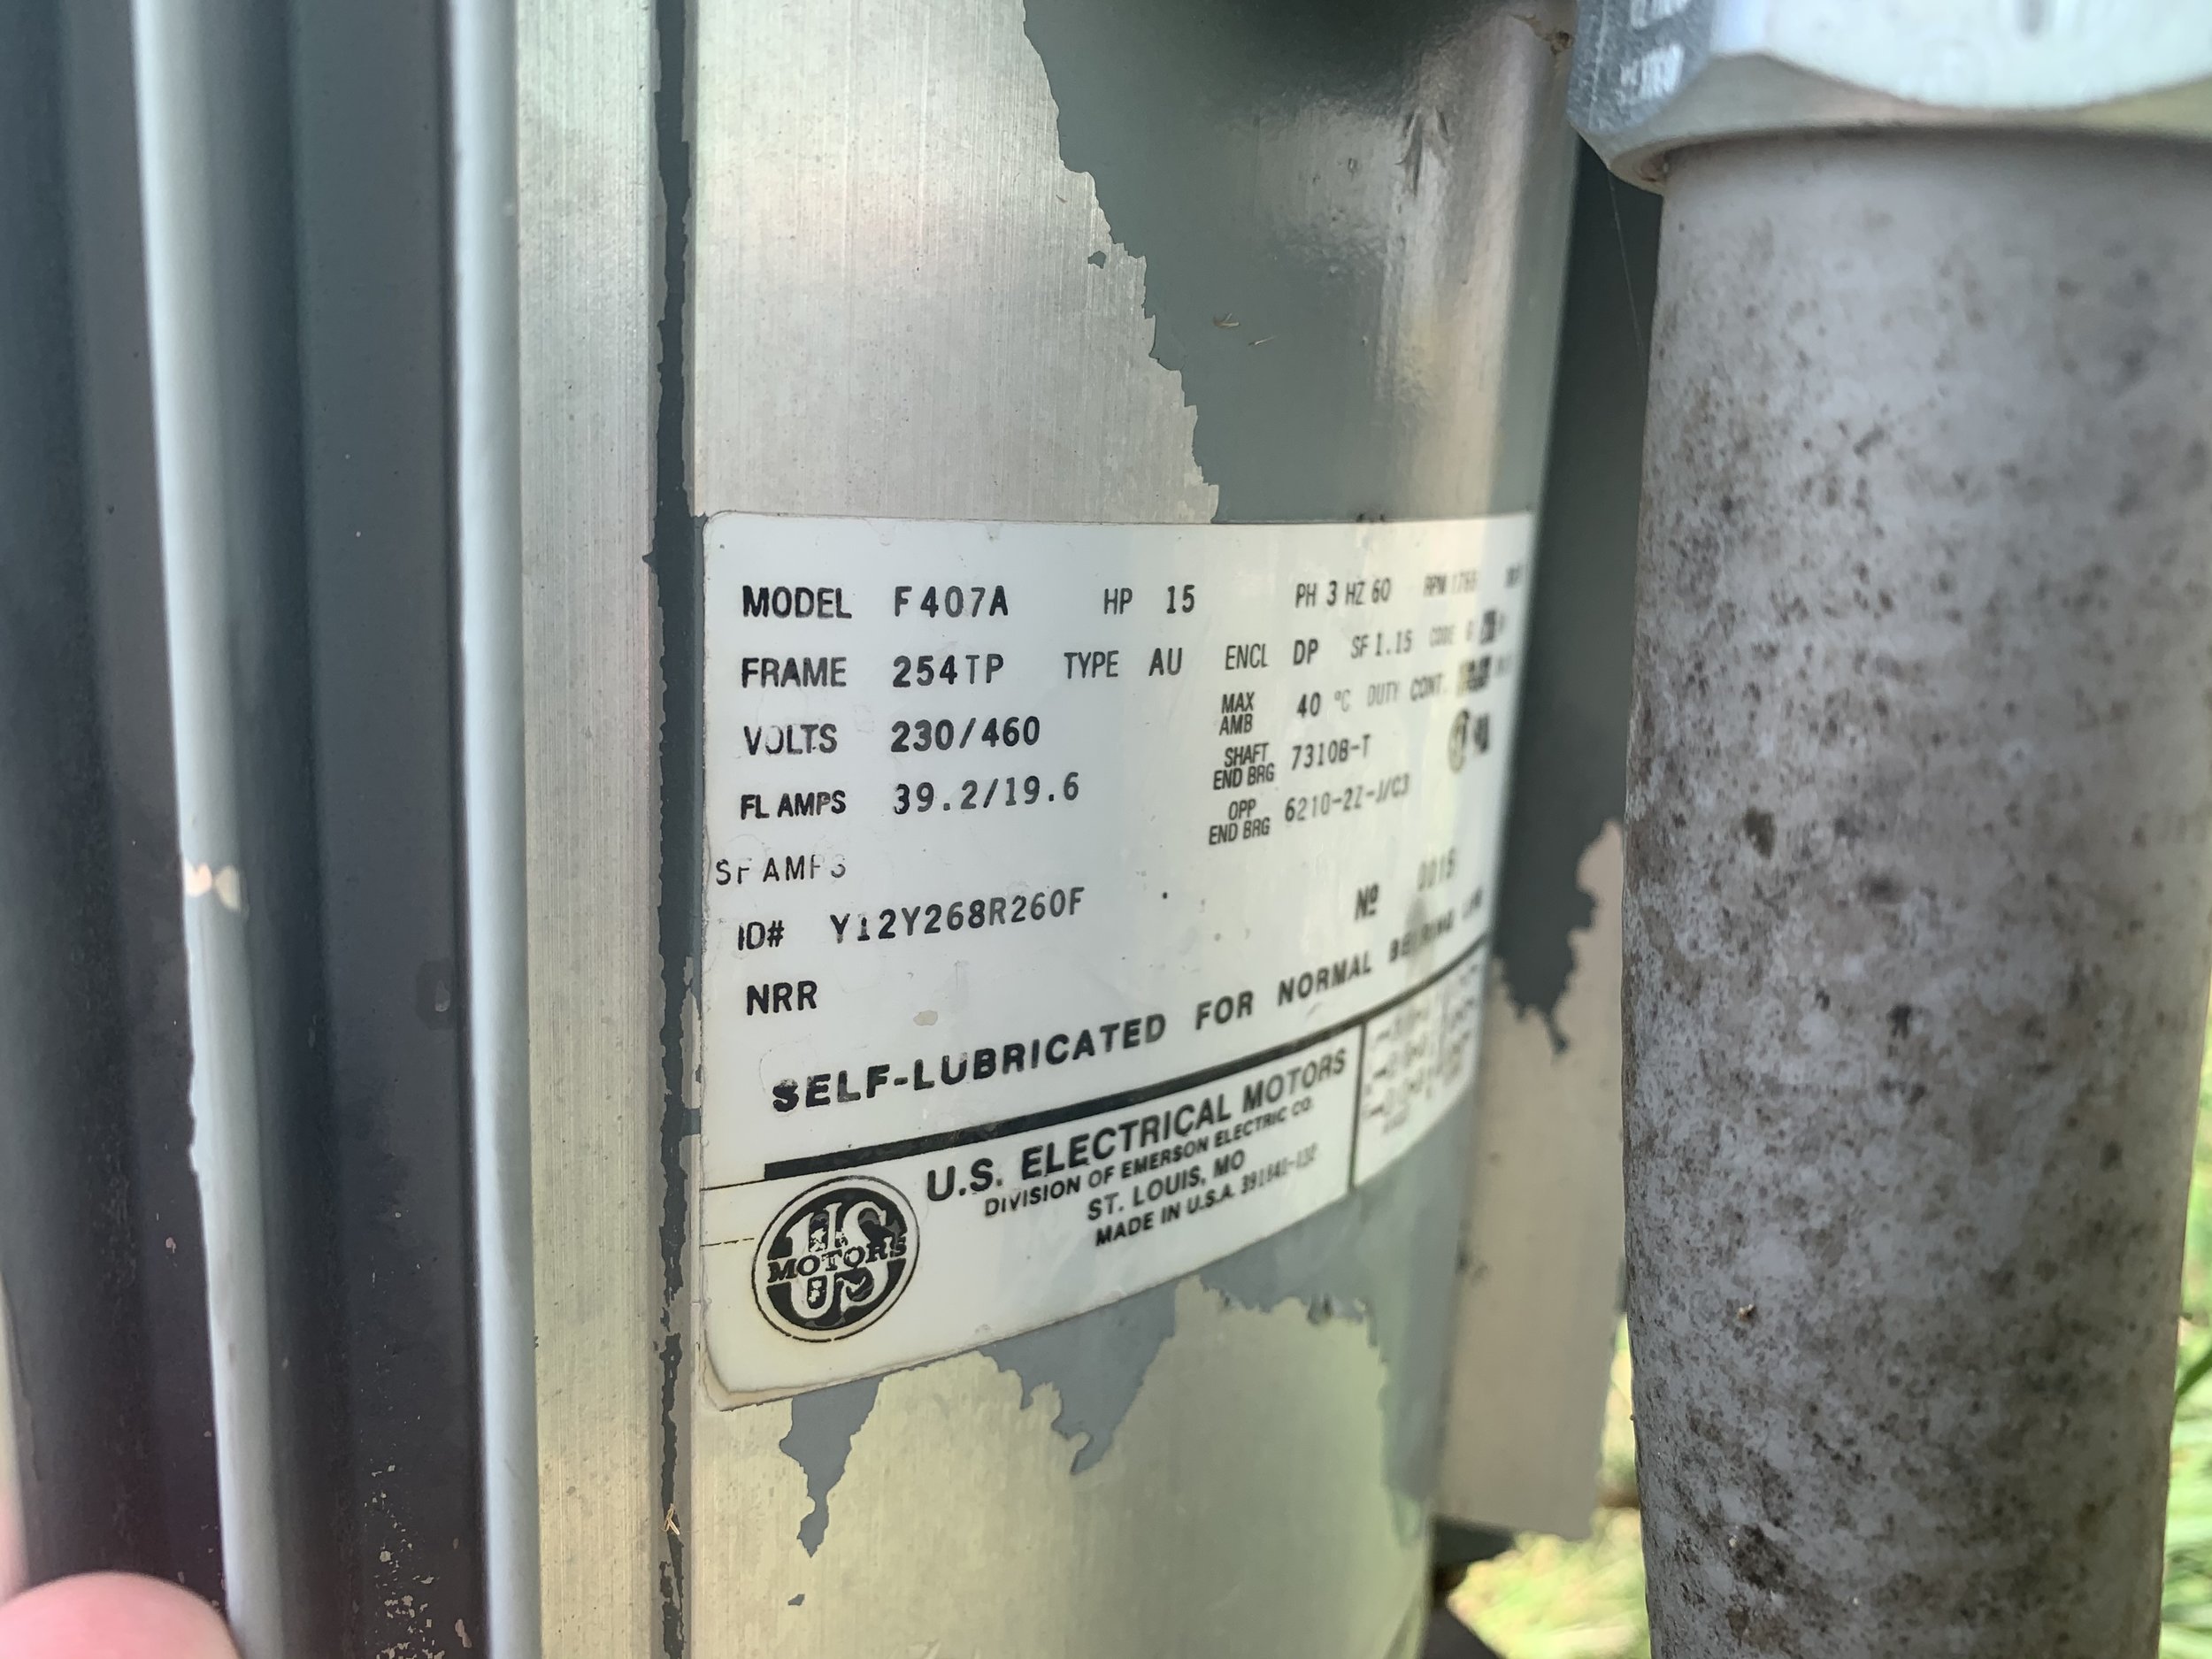 MODEL F407A HP 15 PH 3 HZ 60 RPM
FRAME 254TP TYPE AU ENCL DP SF 1.15 CODE G
VOLTS 230/460 MAX AMB 40 °C DUTY CONT.
SHAFT END BRG 7310B-T
FL AMPS 39.2/19.6 OPP END BRG 6210-2Z-J/C3
SF AMPS
ID# Y12Y268R260F Nº
NRR
SELF-LUBRICATED FOR NORMAL BEARING
U.S. ELECTRICAL MOTORS
DIVISION OF EMERSON ELECTRIC CO.
ST. LOUIS, MO
MADE IN U.S.A.
US
MOTORS